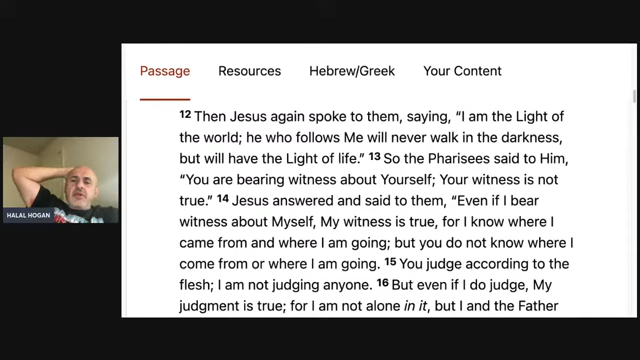 Passage Resources Hebrew/Greek Your Content
12 Then Jesus again spoke to them, saying, “I am the Light of
the world; he who follows Me will never walk in the darkness,
but will have the Light of life.” 13 So the Pharisees said to Him,
“You are bearing witness about Yourself; Your witness is not
true.” 14 Jesus answered and said to them, “Even if I bear
witness about Myself, My witness is true, for I know where I
came from and where I am going; but you do not know where I
come from or where I am going. 15 You judge according to the
flesh; I am not judging anyone. 16 But even if I do judge, My
judgment is true; for I am not alone in it, but I and the Father
HALAL HOGAN